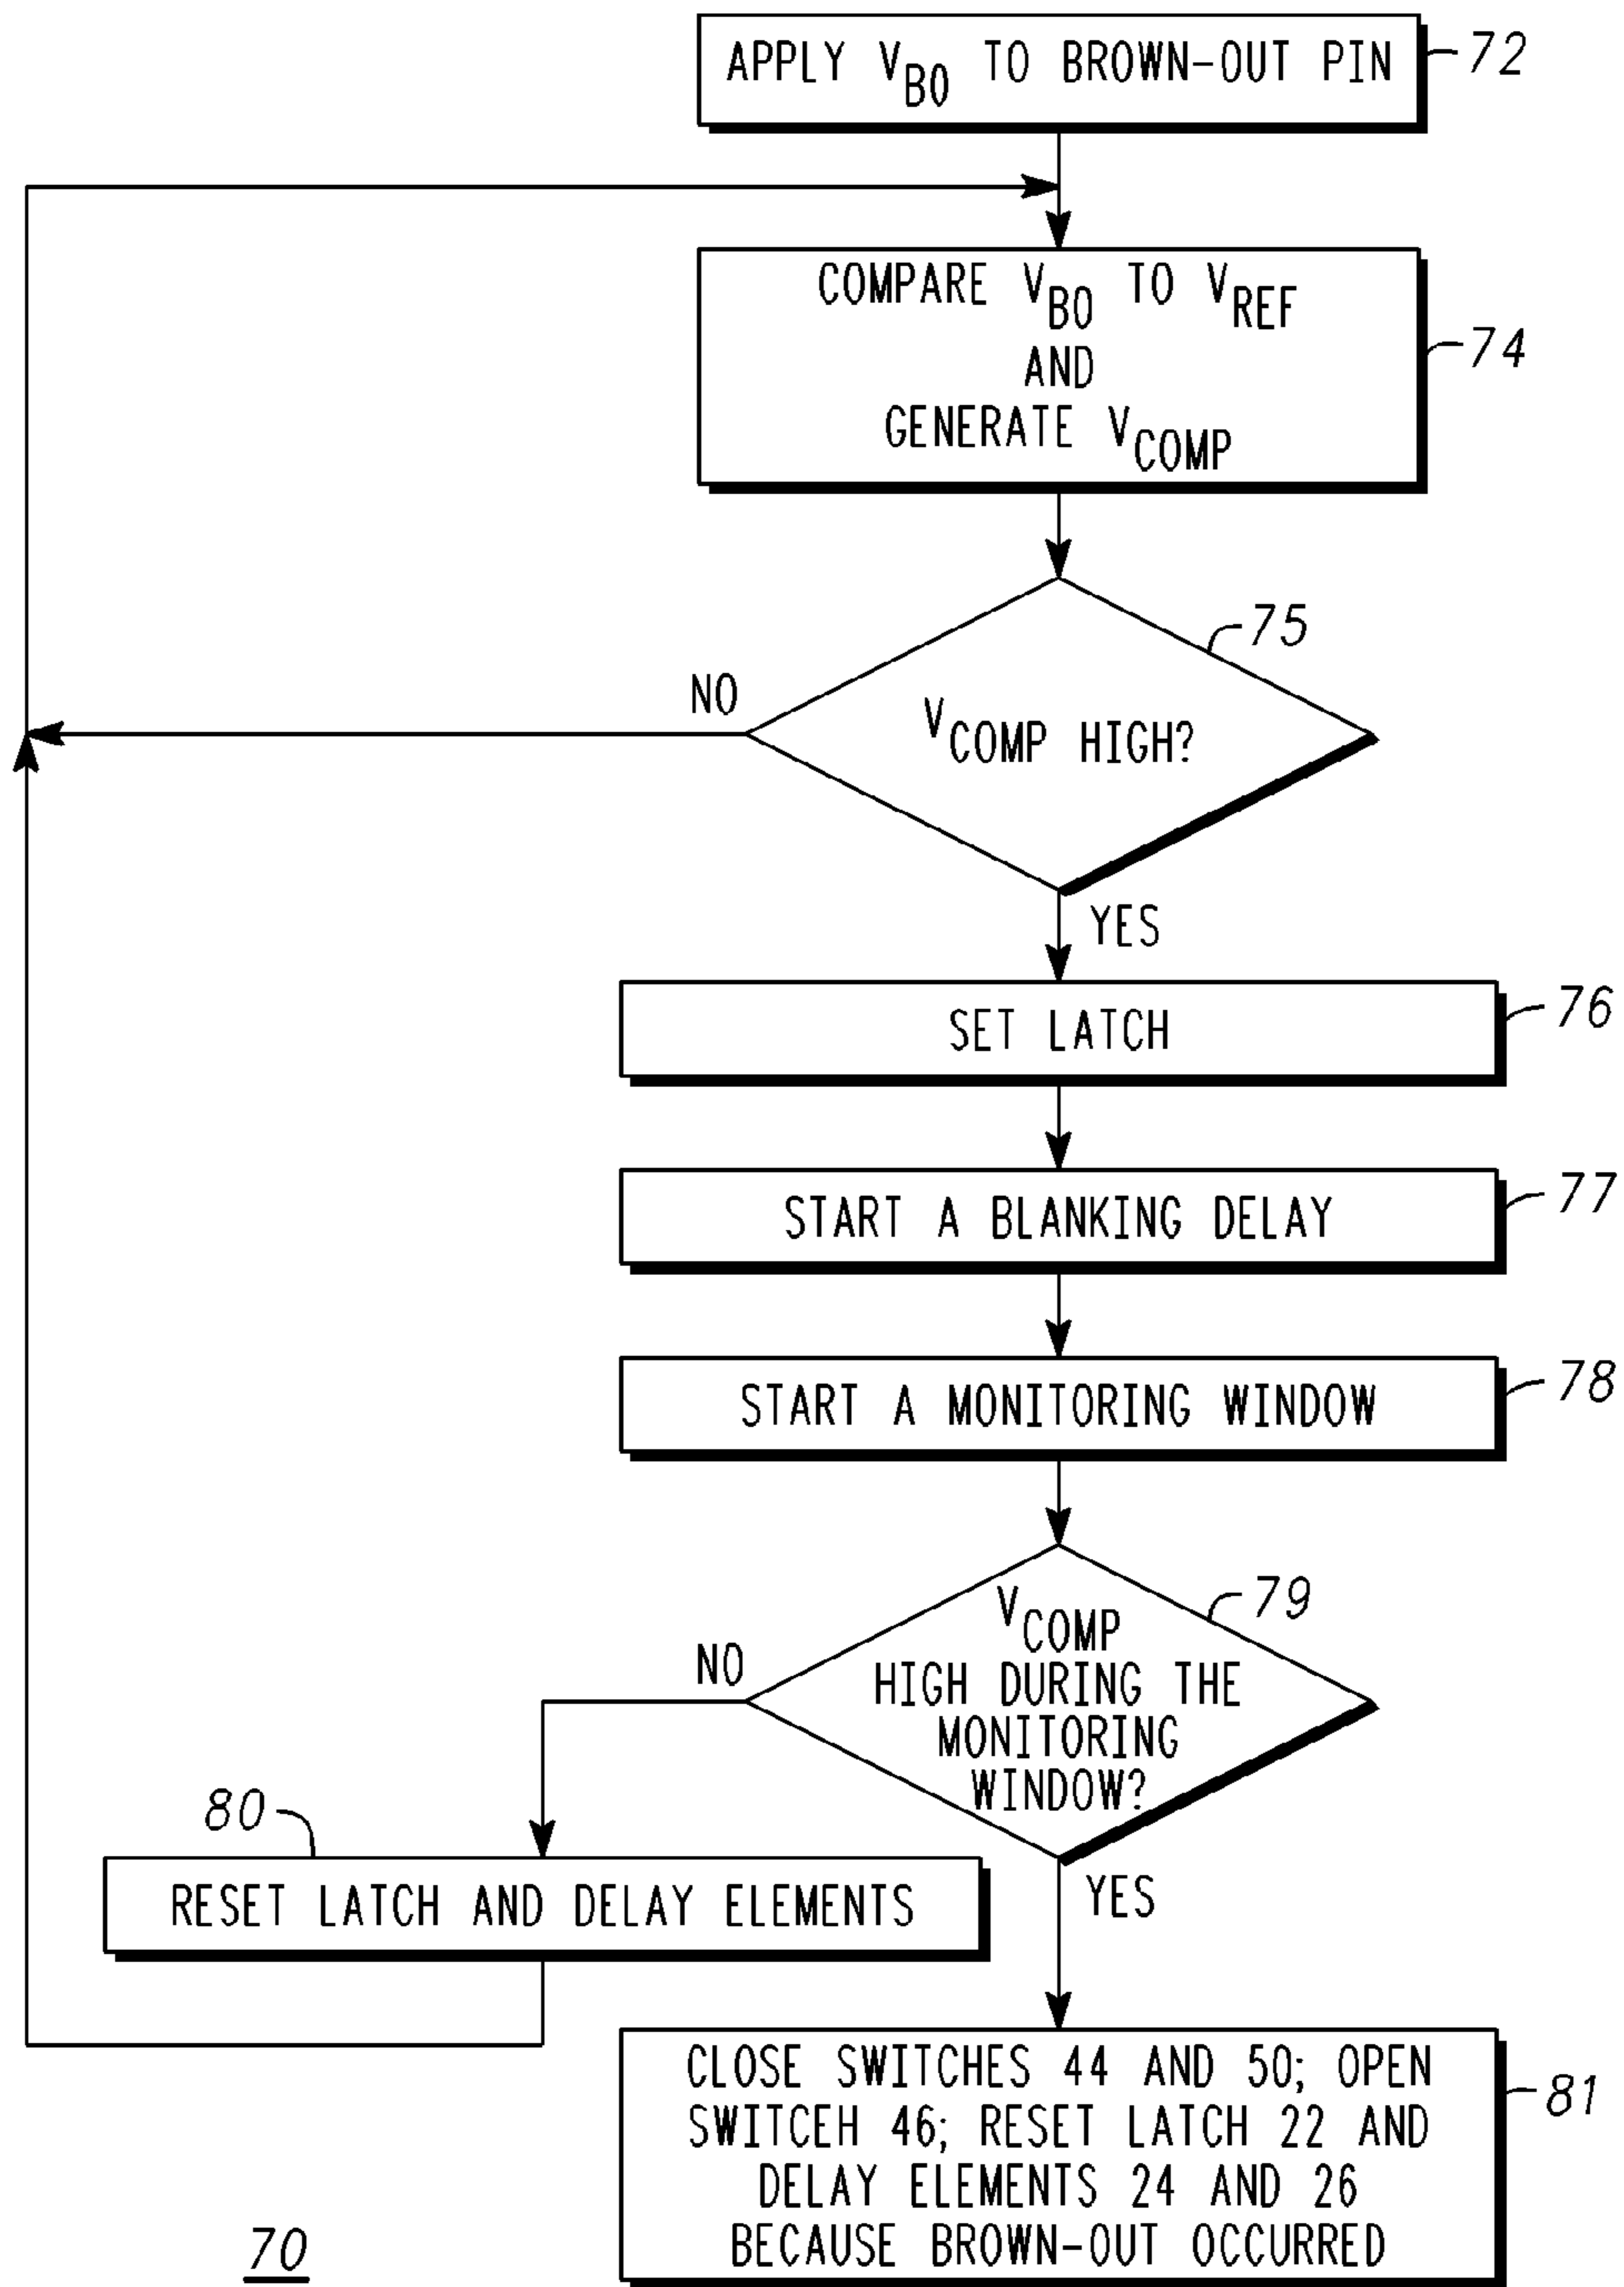 APPLY VBO TO BROWN-OUT PIN
72
COMPARE VBO TO VREF
AND
GENERATE VCOMP
74
75
VCOMP HIGH?
NO
YES
SET LATCH
76
START A BLANKING DELAY
77
START A MONITORING WINDOW
78
79
VCOMP
HIGH DURING THE
MONITORING
WINDOW?
NO
YES
80
RESET LATCH AND DELAY ELEMENTS
CLOSE SWITCHES 44 AND 50; OPEN
SWITCEH 46; RESET LATCH 22 AND
DELAY ELEMENTS 24 AND 26
BECAUSE BROWN-OUT OCCURRED
81
70